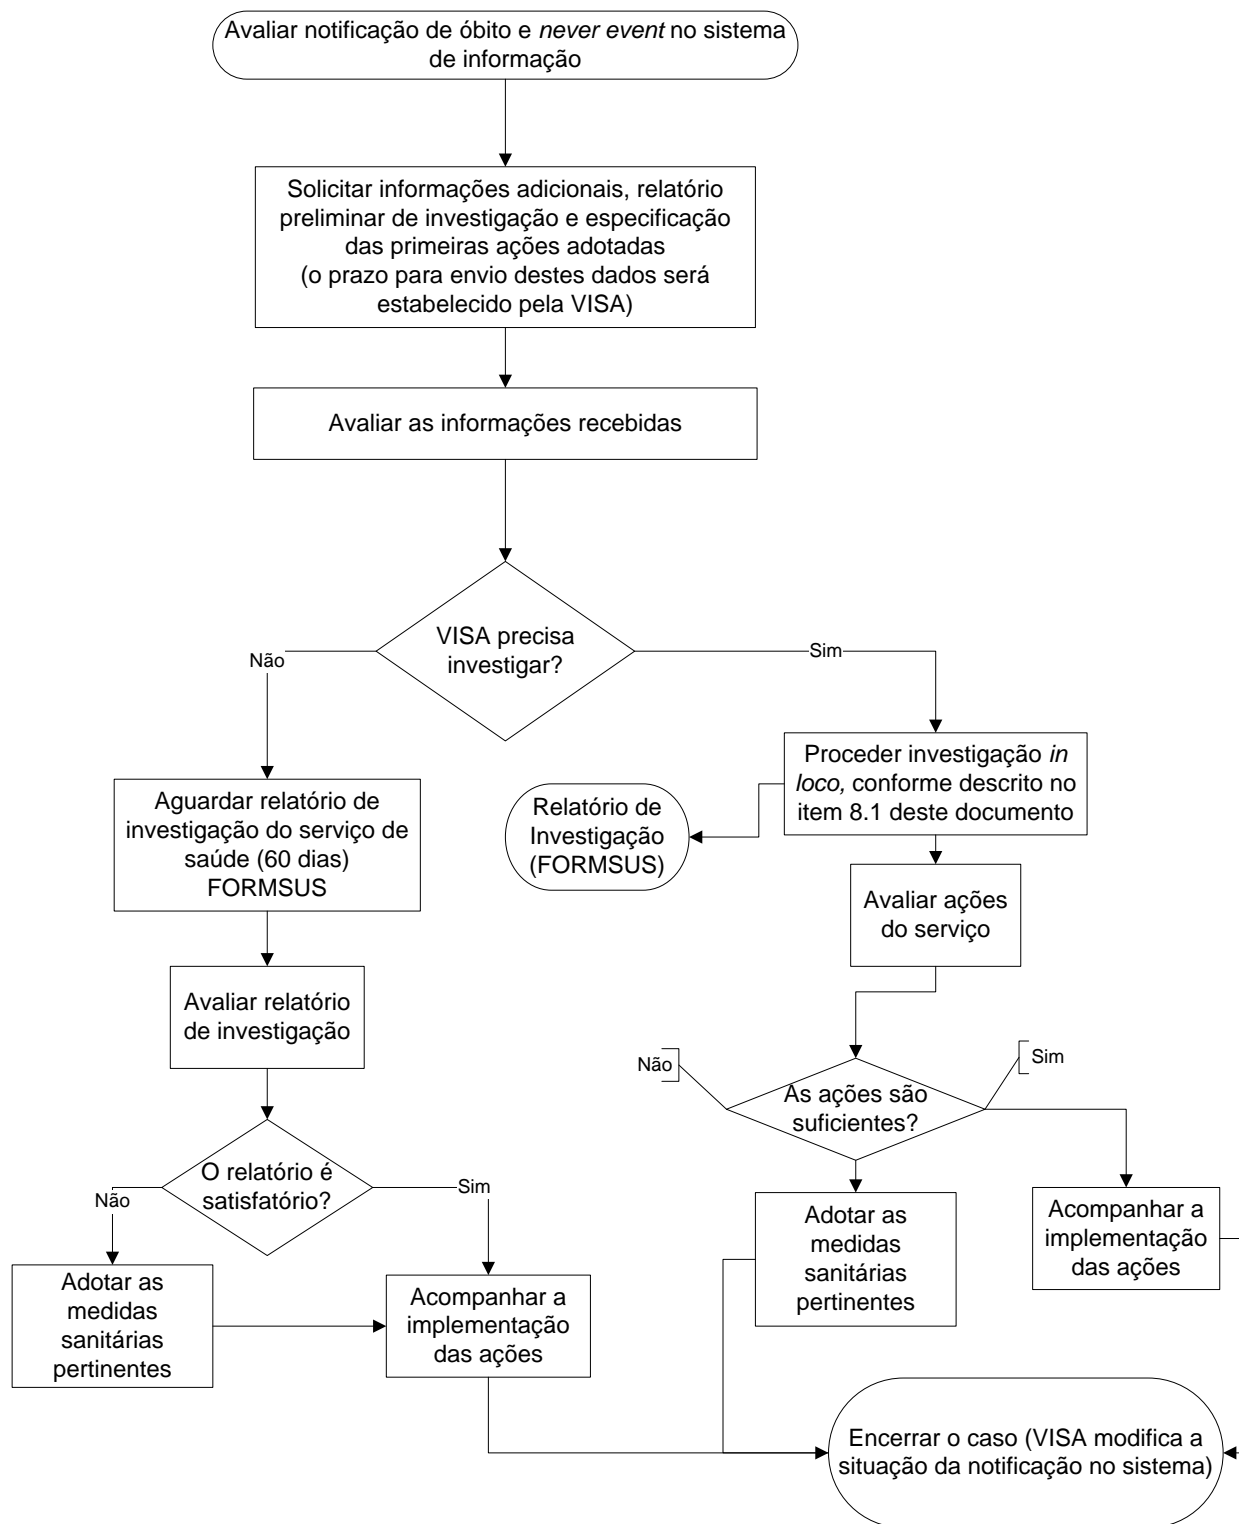 Avaliar notificação de óbito e never event no sistema
de informação
Solicitar informações adicionais, relatório
preliminar de investigação e especificação
das primeiras ações adotadas
(o prazo para envio destes dados será
estabelecido pela VISA)
Avaliar as informações recebidas
VISA precisa
investigar?
Não
Sim
Aguardar relatório de
investigação do serviço de
saúde (60 dias)
FORMSUS
Relatório de
Investigação
(FORMSUS)
Proceder investigação in
loco, conforme descrito no
item 8.1 deste documento
Avaliar ações
do serviço
Avaliar relatório
de investigação
Não
Sim
As ações são
suficientes?
O relatório é
satisfatório?
Não
Sim
Adotar as
medidas
sanitárias
pertinentes
Acompanhar a
implementação
das ações
Adotar as
medidas
sanitárias
pertinentes
Acompanhar a
implementação
das ações
Encerrar o caso (VISA modifica a
situação da notificação no sistema)